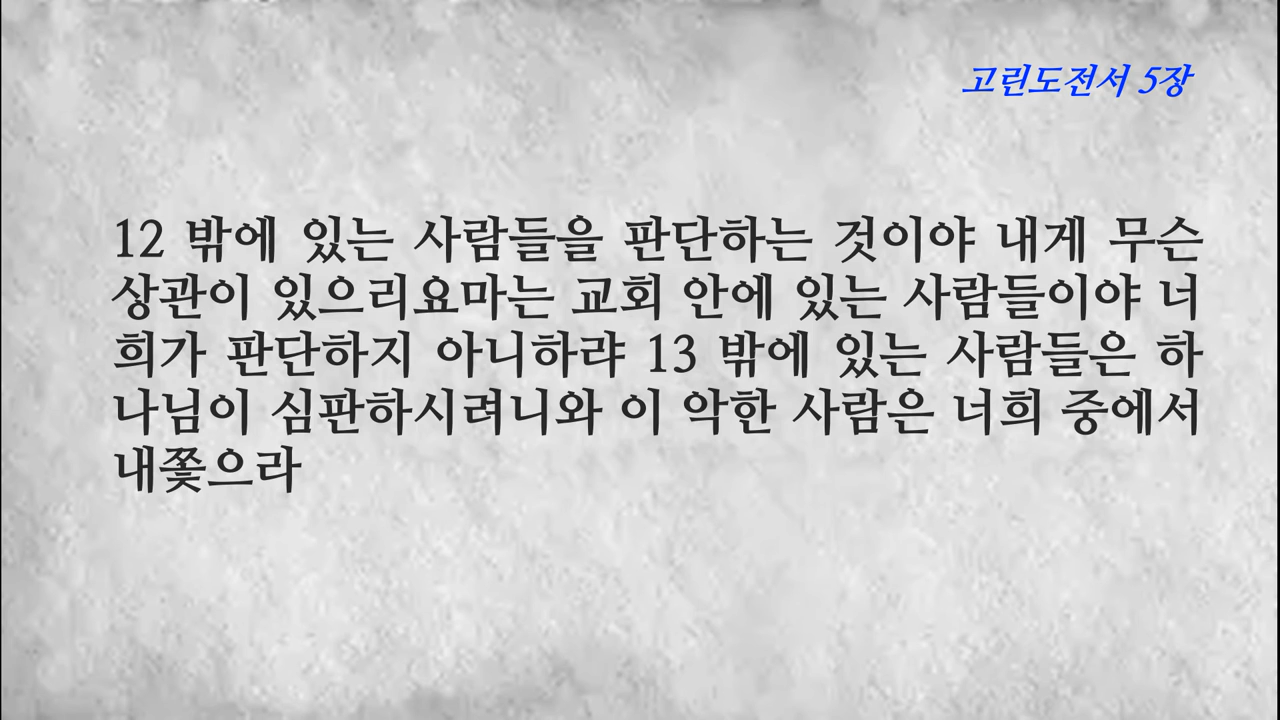 고린도전서 5장
12 밖에 있는 사람들을 판단하는 것이야 내게 무슨
상관이 있으리요마는 교회 안에 있는 사람들이야 너
희가 판단하지 아니하랴 13 밖에 있는 사람들은 하
나님이 심판하시려니와 이 악한 사람은 너희 중에서
내쫓으라